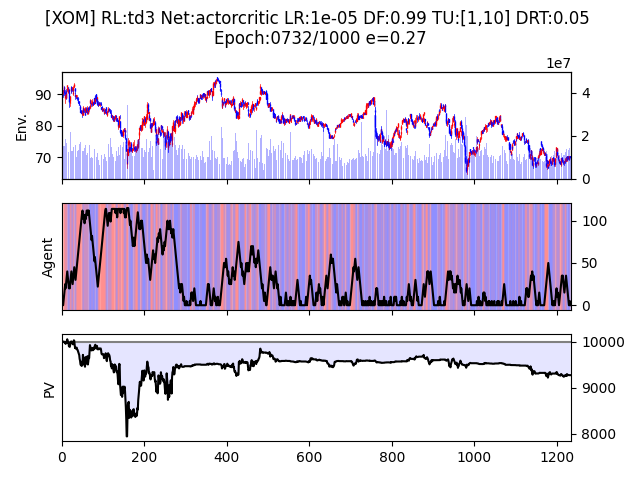 [XOM] RL:td3 Net:actorcritic LR:1e-05 DF:0.99 TU:[1,10] DRT:0.05
Epoch:0732/1000 e=0.27
1e7
Env.
90
80
70
4
2
0
Agent
100
50
0
PV
10000
9000
8000
0 200 400 600 800 1000 1200